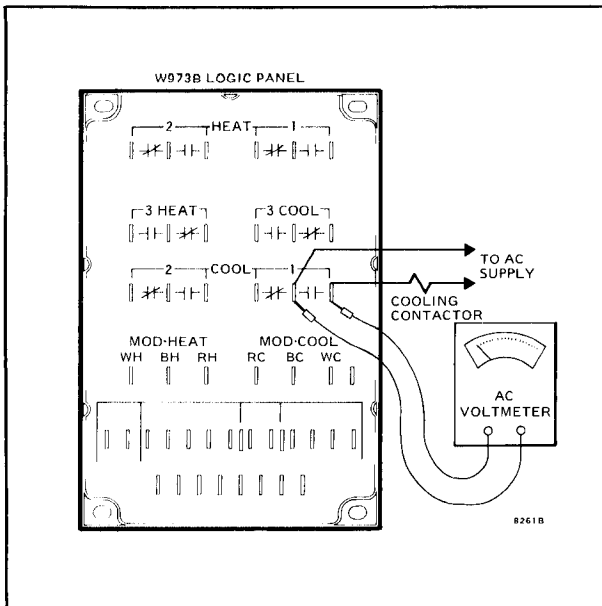 W973B LOGIC PANEL
2 HEAT 1
3 HEAT 3 COOL
2 COOL 1
TO AC
SUPPLY
COOLING
CONTACTOR
MOD-HEAT MOD-COOL
WH BH RH RC BC WC
AC
VOLTMETER
8261B